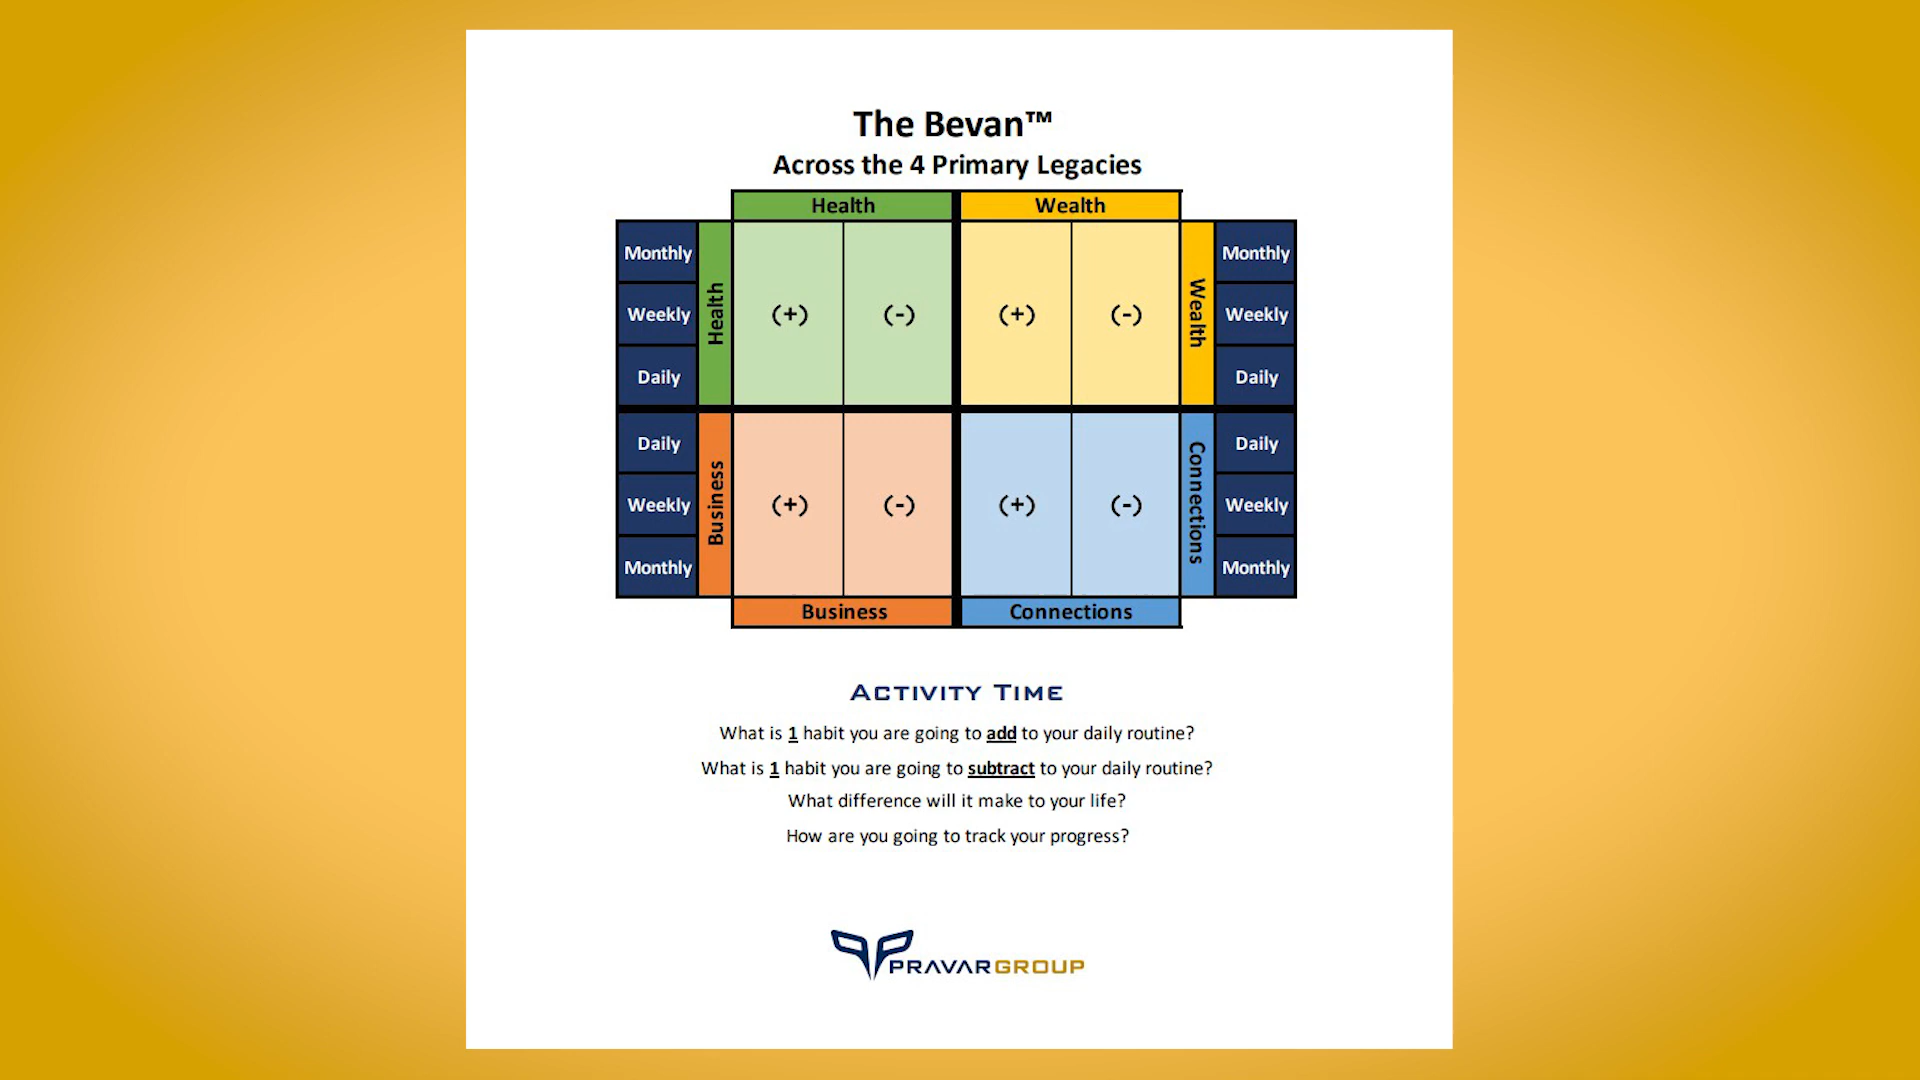 The Bevan™
Across the 4 Primary Legacies
Health Wealth
Monthly Monthly
Weekly Health (+) (-) (+) (-) Wealth Weekly
Daily Daily
Daily Daily
Weekly Business (+) (-) (+) (-) Connections Weekly
Monthly Monthly
Business Connections
ACTIVITY TIME
What is 1 habit you are going to add to your daily routine?
What is 1 habit you are going to subtract to your daily routine?
What difference will it make to your life?
How are you going to track your progress?
PRAVARGROUP